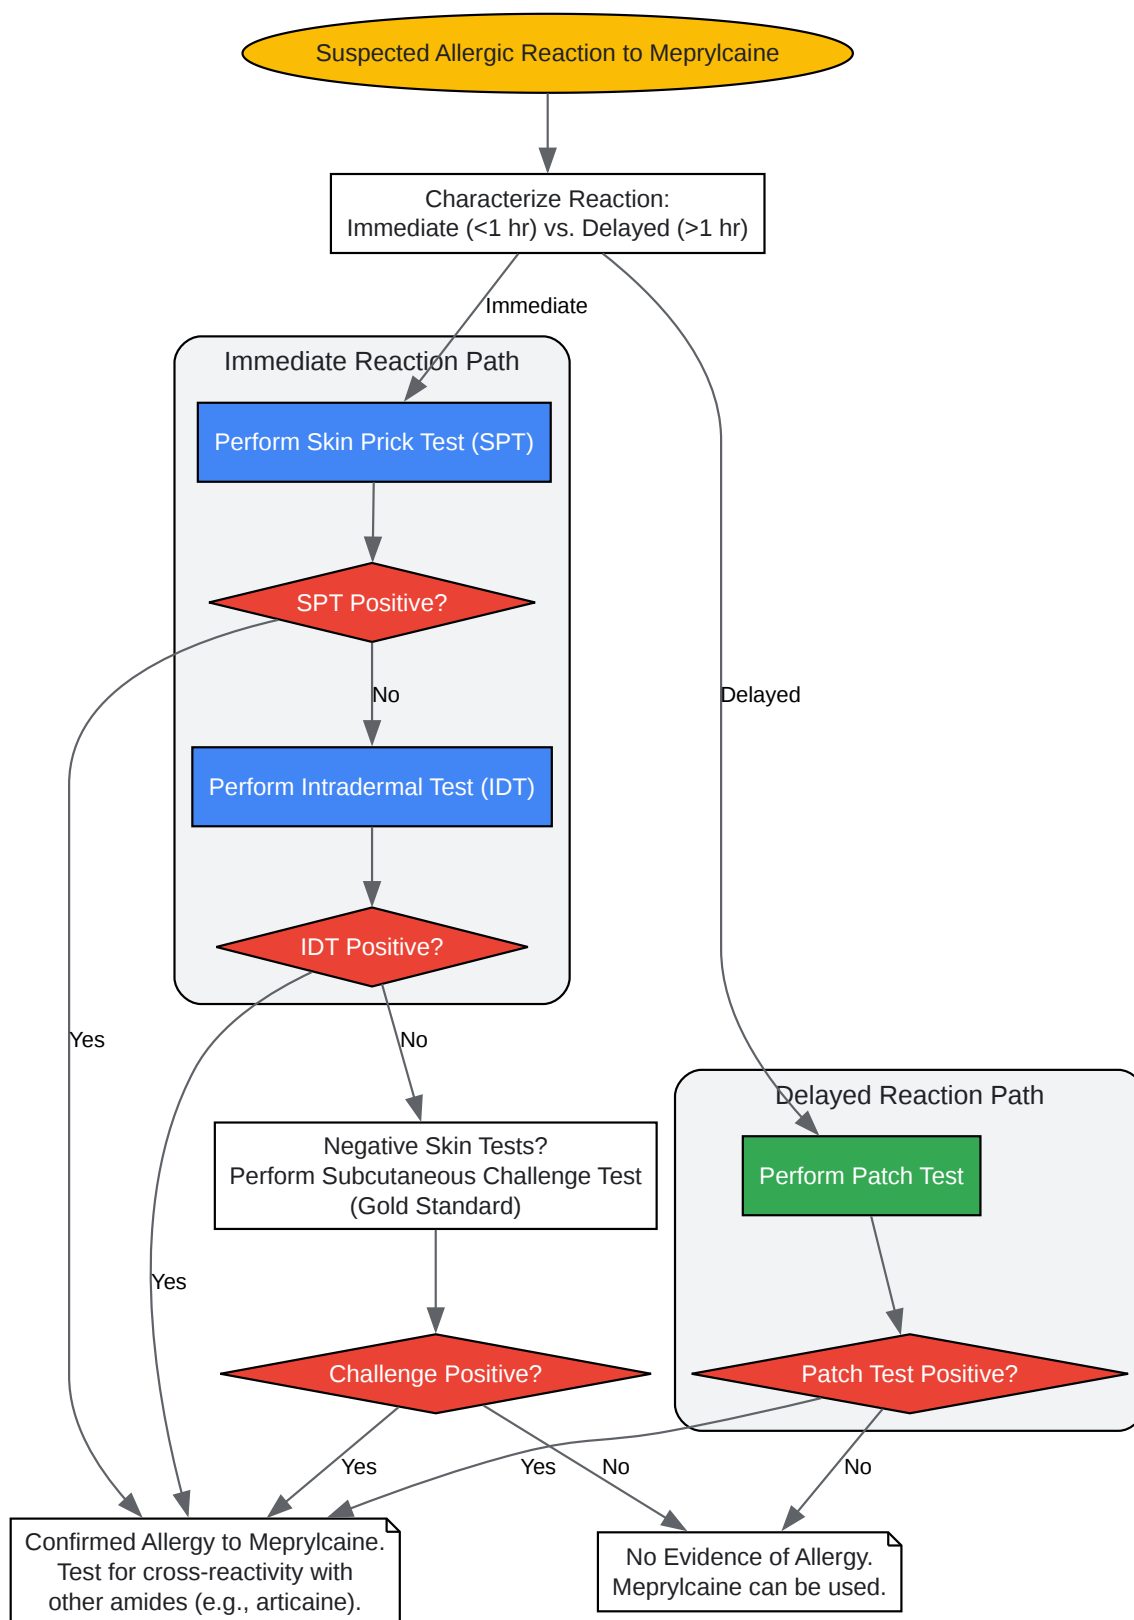 Suspected Allergic Reaction to Meprylcaine
Characterize Reaction:
Immediate (<1 hr) vs. Delayed (>1 hr)
Immediate
Immediate Reaction Path
Perform Skin Prick Test (SPT)
SPT Positive?
No
Delayed
Perform Intradermal Test (IDT)
IDT Positive?
Yes
No
Delayed Reaction Path
Negative Skin Tests?
Perform Subcutaneous Challenge Test
(Gold Standard)
Perform Patch Test
Yes
Challenge Positive?
Patch Test Positive?
Yes
Yes
No
No
Confirmed Allergy to Meprylcaine.
Test for cross-reactivity with
other amides (e.g., articaine).
No Evidence of Allergy.
Meprylcaine can be used.